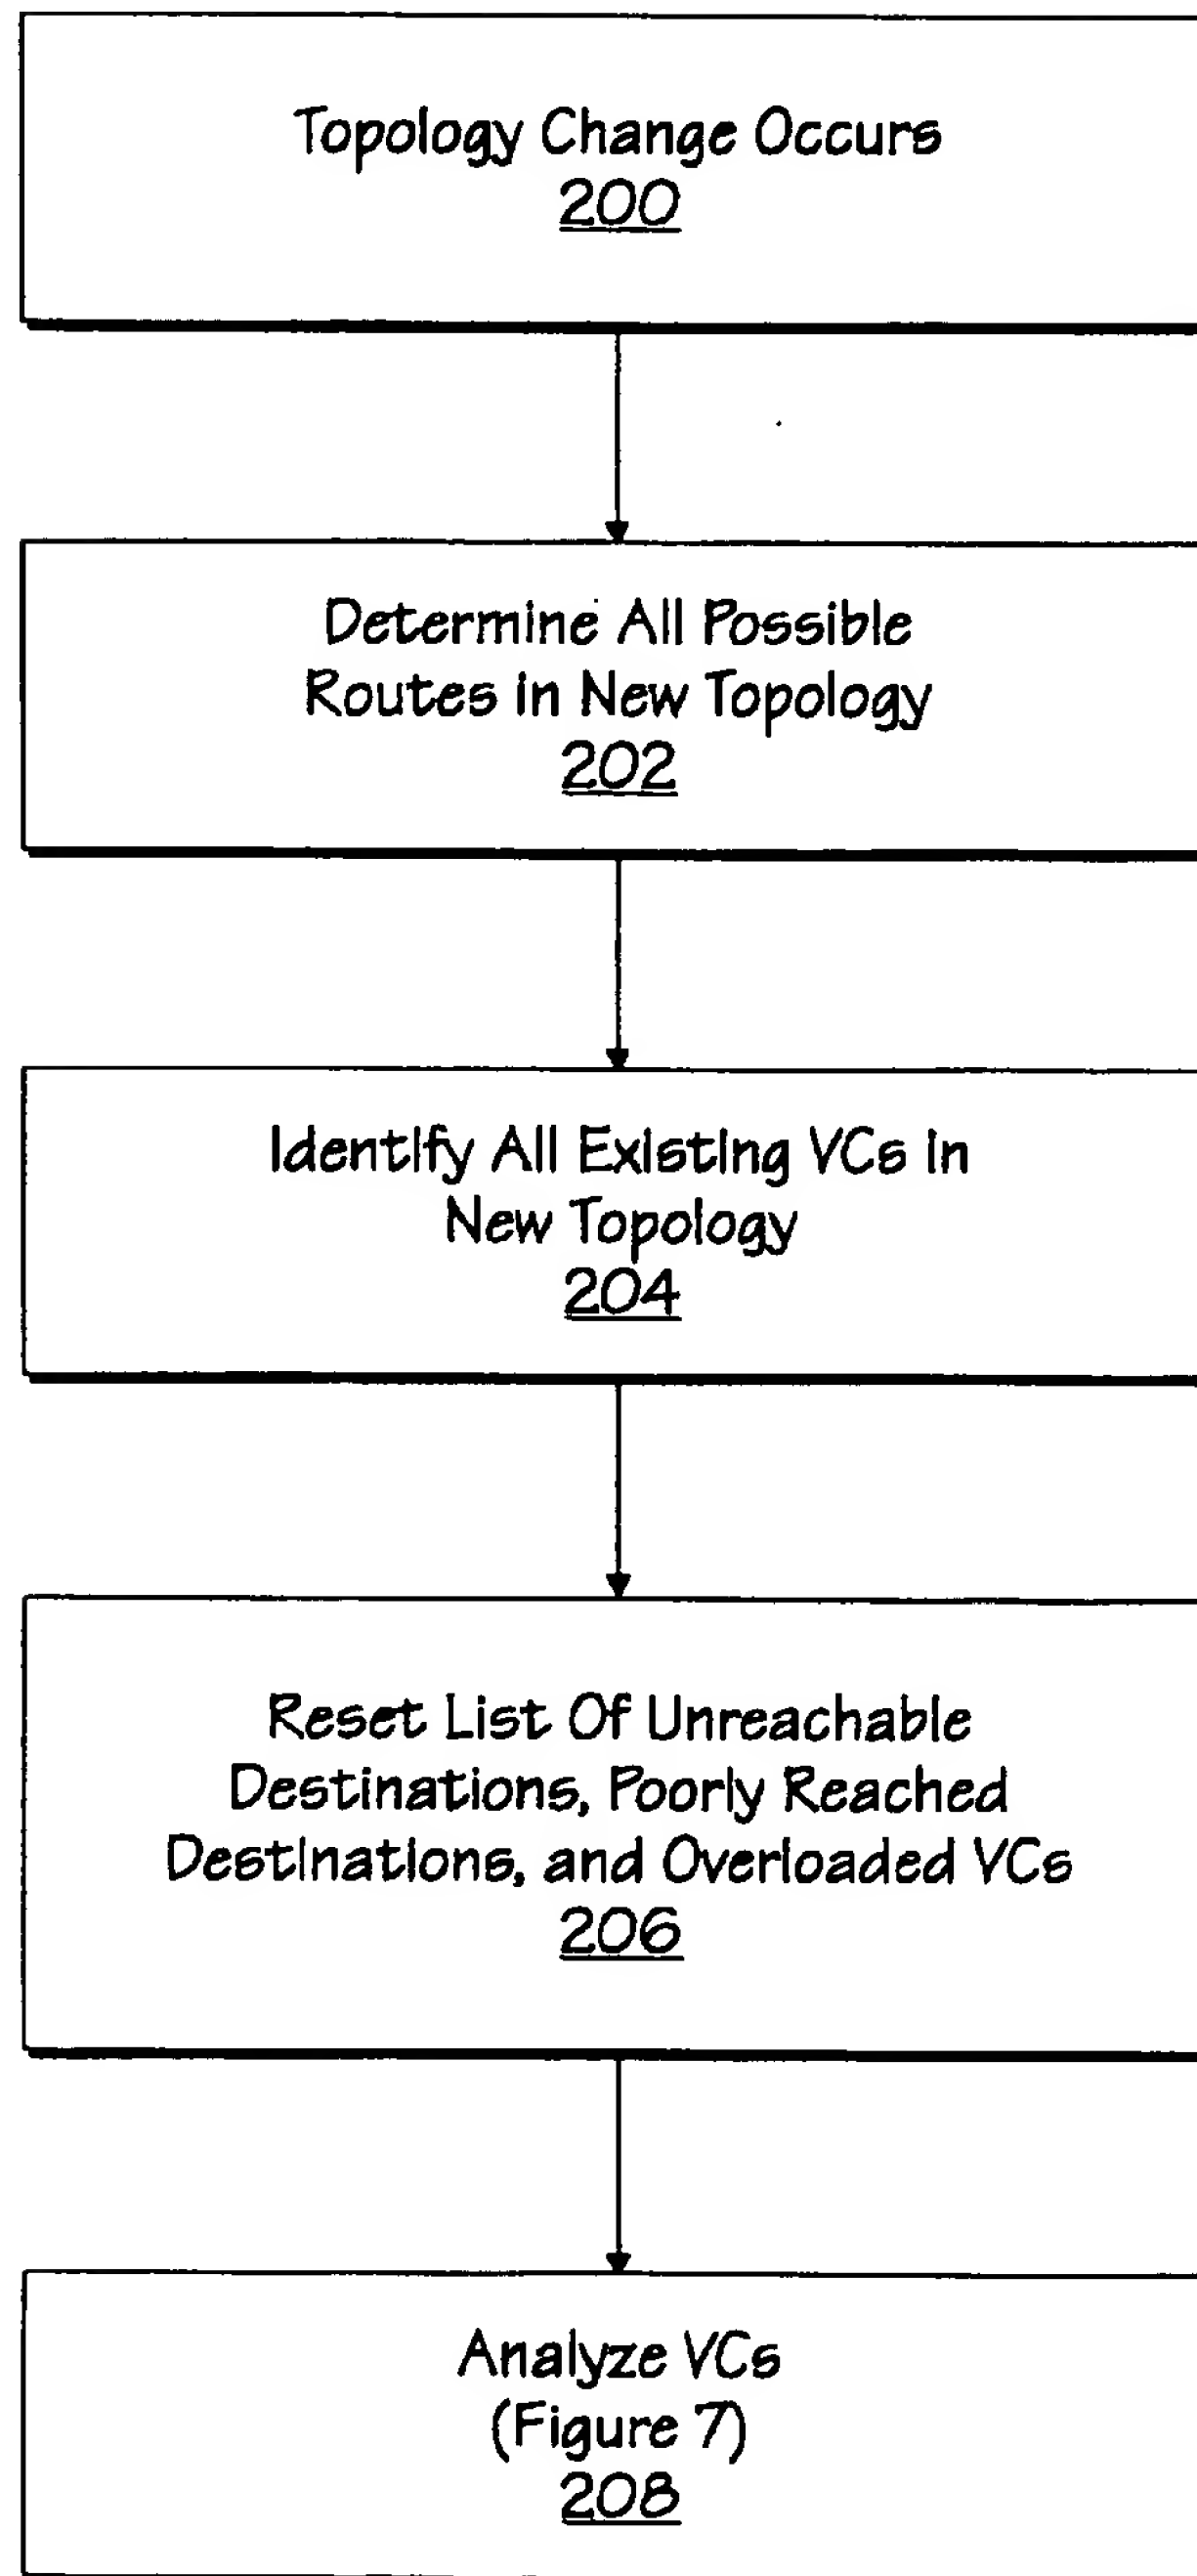 Topology Change Occurs
200
Determine All Possible
Routes in New Topology
202
Identify All Existing VCs in
New Topology
204
Reset List Of Unreachable
Destinations, Poorly Reached
Destinations, and Overloaded VCs
206
Analyze VCs
(Figure 7)
208